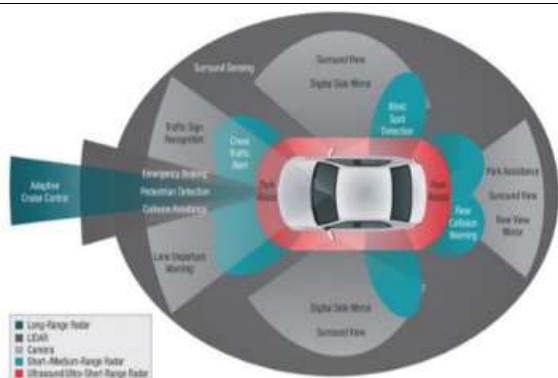 Surround View
Digital Side Mirror
Surround Sensing
Blind
Spot
Detection
Traffic Sign
Recognition
Cross
Traffic
Alert
Emergency Braking
Pedestrian Detection
Collision Avoidance
Adaptive
Cruise Control
Park
Park
Park Assistance
Surround View
Rear View
Mirror
Rear
Collision
Warning
Lane Departure
Warning
Digital Side Mirror
Surround View
Long-Range Radar
LIDAR
Camera
Short-/Medium-Range Radar
Ultrasound/Ultra-Short-Range Radar